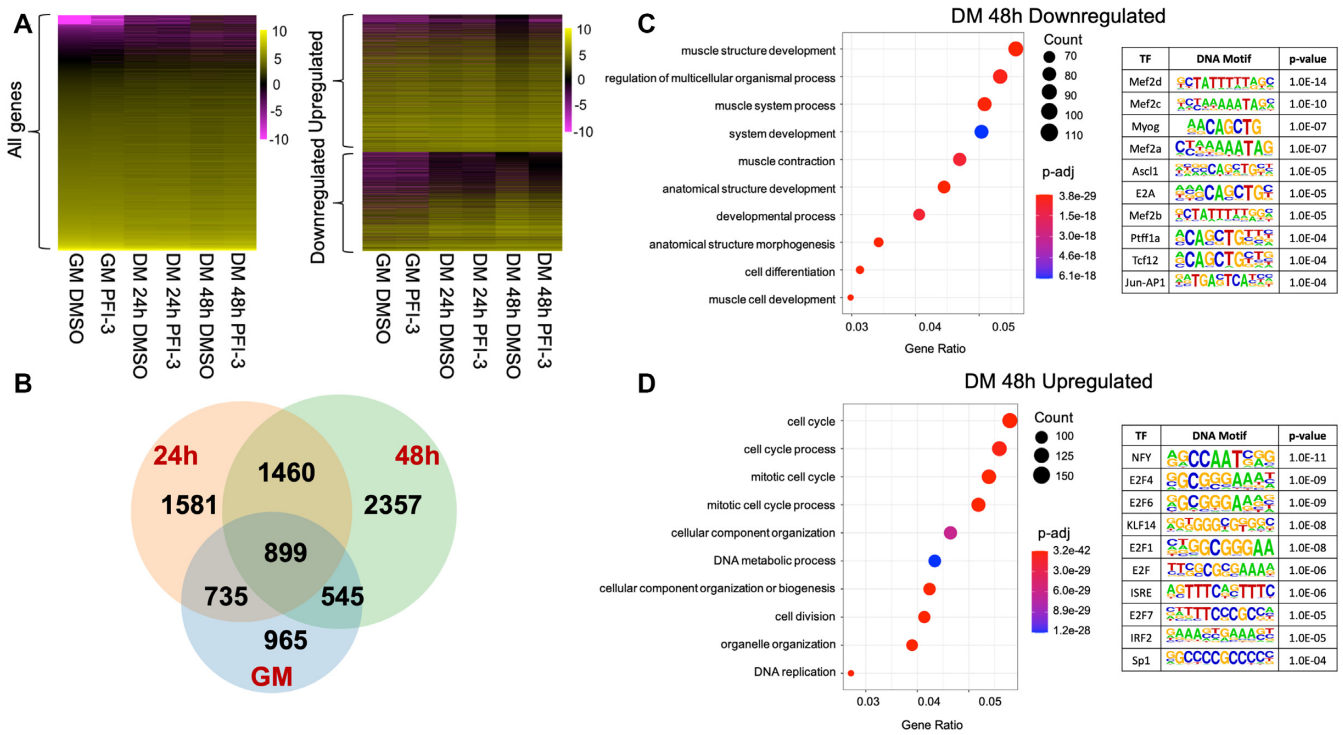 A
All genes
10
5
0
-5
-10
GM DMSO
GM PFI-3
DM 24h DMSO
DM 24h PFI-3
DM 48h DMSO
DM 48h PFI-3
Downregulated Upregulated
10
5
0
-5
-10
GM DMSO
GM PFI-3
DM 24h DMSO
DM 24h PFI-3
DM 48h DMSO
DM 48h PFI-3
B
24h
48h
1460
1581
2357
899
735
545
965
GM
C
DM 48h Downregulated
muscle structure development
regulation of multicellular organismal process
muscle system process
system development
muscle contraction
anatomical structure development
developmental process
anatomical structure morphogenesis
cell differentiation
muscle cell development
0.03
0.04
0.05
Gene Ratio
Count
70
80
90
100
110
p-adj
3.8e-29
1.5e-18
3.0e-18
4.6e-18
6.1e-18
TF DNA Motif p-value
Mef2d 1.0E-14
Mef2c 1.0E-10
Myog CAGCTG 1.0E-07
Mef2a 1.0E-07
Ascl1 1.0E-05
E2A 1.0E-05
Mef2b 1.0E-05
Ptff1a 1.0E-04
Tcf12 1.0E-04
Jun-AP1 1.0E-04
D
DM 48h Upregulated
cell cycle
cell cycle process
mitotic cell cycle
mitotic cell cycle process
cellular component organization
DNA metabolic process
cellular component organization or biogenesis
cell division
organelle organization
DNA replication
0.03
0.04
0.05
Gene Ratio
Count
100
125
150
p-adj
3.2e-42
3.0e-29
6.0e-29
8.9e-29
1.2e-28
TF DNA Motif p-value
NFY CCAAT 1.0E-11
E2F4 1.0E-09
E2F6 1.0E-09
KLF14 1.0E-08
E2F1 GGCGGGAA 1.0E-08
E2F 1.0E-06
ISRE AGTTTCAGTTTC 1.0E-06
E2F7 1.0E-05
IRF2 1.0E-05
Sp1 1.0E-04